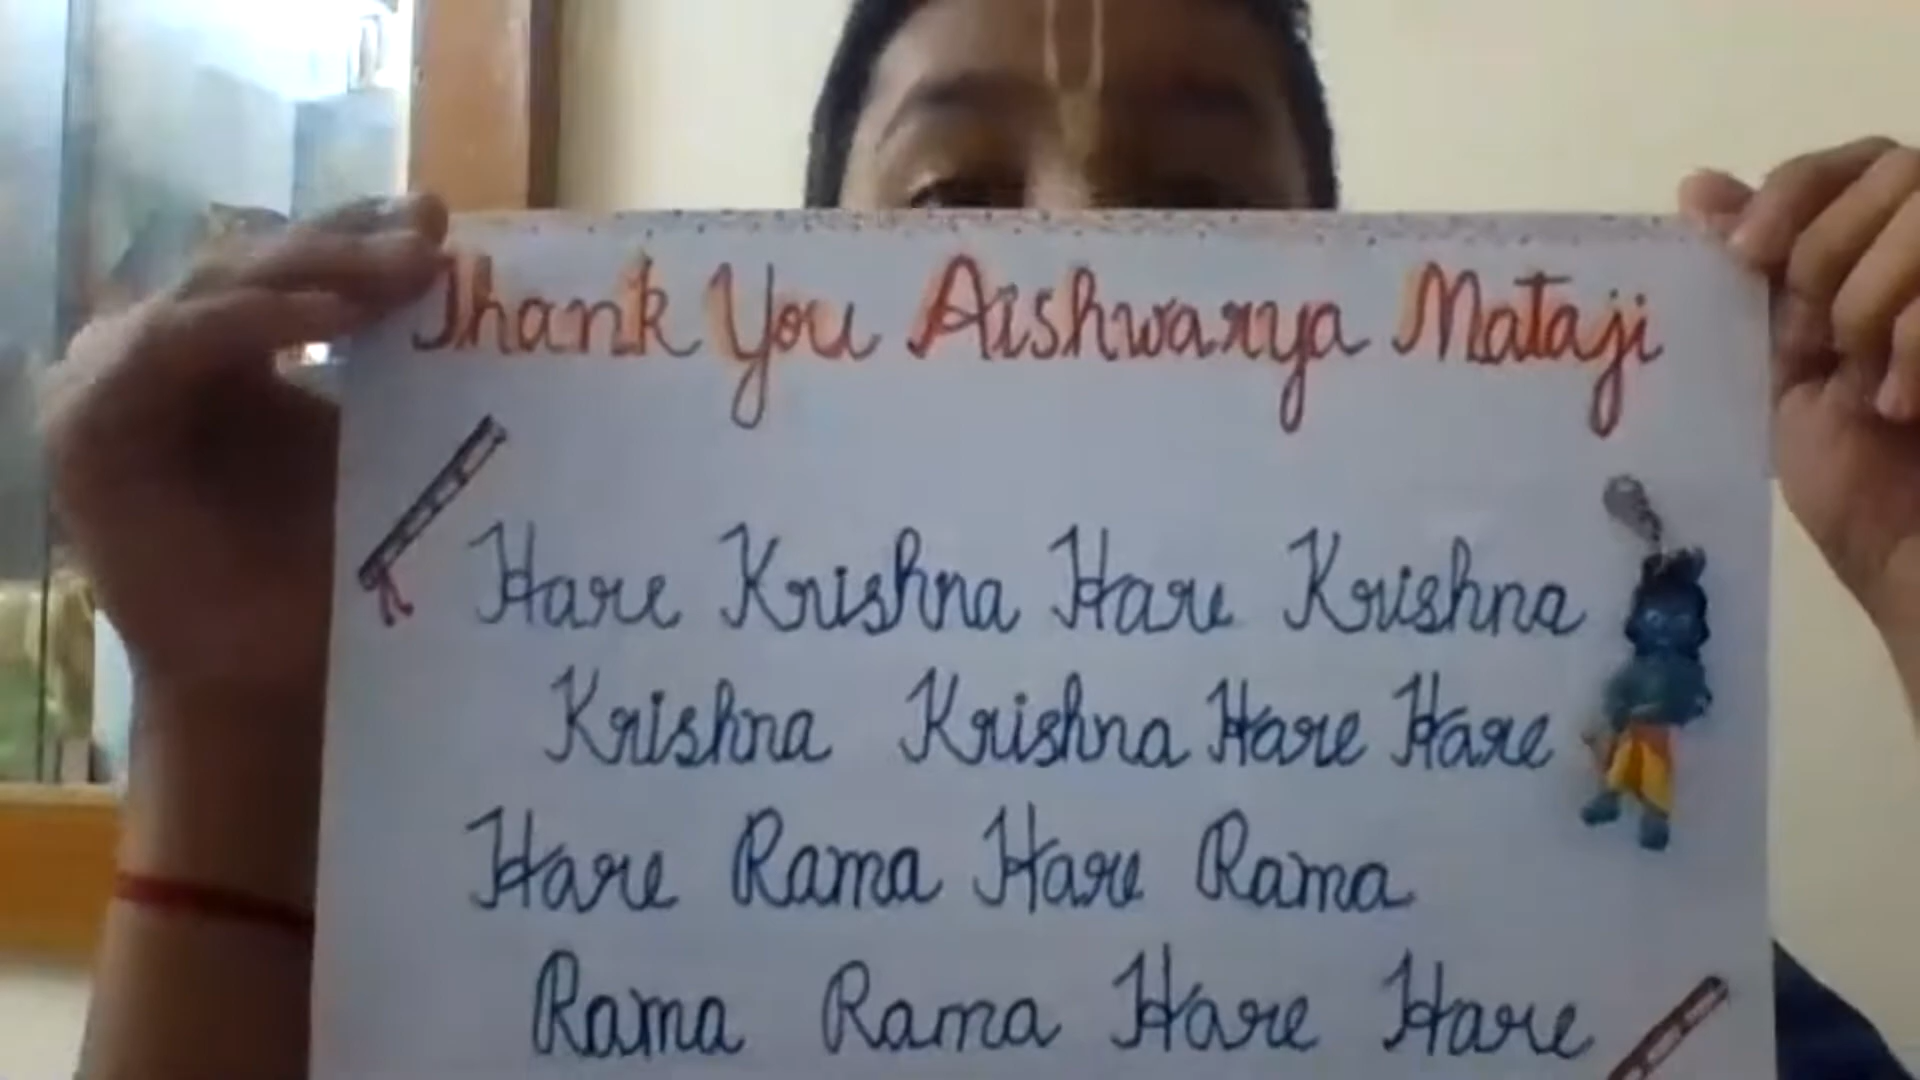 Thank You Aishwarya Mataji
Hare Krishna Hare Krishna
Krishna Krishna Hare Hare
Hare Rama Hare Rama
Rama Rama Hare Hare